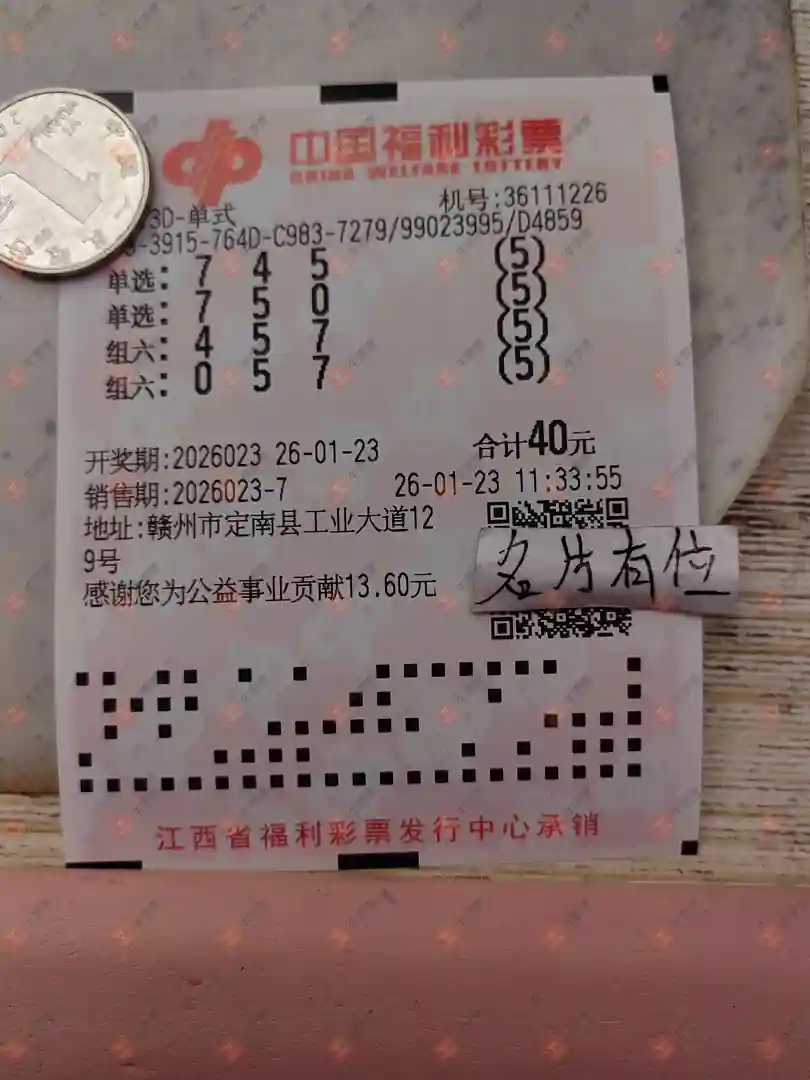 中国福利彩票
CHINA WELFARE LOTTERY
3D-单式
机号:36111226
-3915-764D-C983-7279/99023995/D4859
单选: 7 4 5 (5)
单选: 7 5 0 (5)
组六: 4 5 7 (5)
组六: 0 5 7 (5)
开奖期:2026023 26-01-23 合计40元
销售期:2026023-7 26-01-23 11:33:55
地址:赣州市定南县工业大道12
9号
感谢您为公益事业贡献13.60元
名片有位
江西省福利彩票发行中心承销